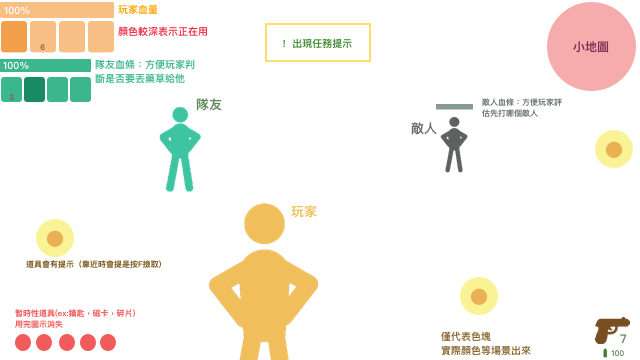 100%
玩家血量
顏色較深表示正在用
6
100%
隊友血條：方便玩家判
斷是否要丟藥草給他
3
！ 出現任務提示
小地圖
隊友
敵人血條：方便玩家評
估先打哪個敵人
敵人
玩家
道具會有提示（靠近時會提是按F撿取）
暫時性道具(ex:鑰匙，磁卡，碎片)
用完圖示消失
僅代表色塊
實際顏色等場景出來
7
100